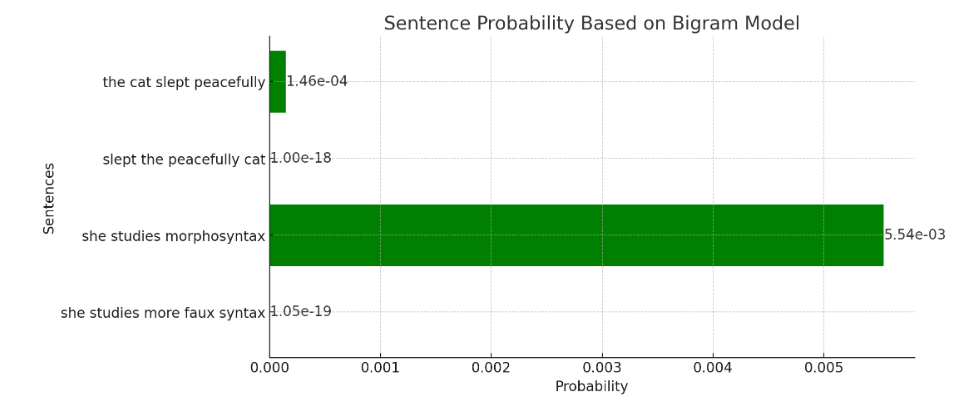 Sentence Probability Based on Bigram Model
the cat slept peacefully 1.46e-04
slept the peacefully cat 1.00e-18
Sentences
she studies morphosyntax 5.54e-03
she studies more faux syntax 1.05e-19
0.000 0.001 0.002 0.003 0.004 0.005
Probability